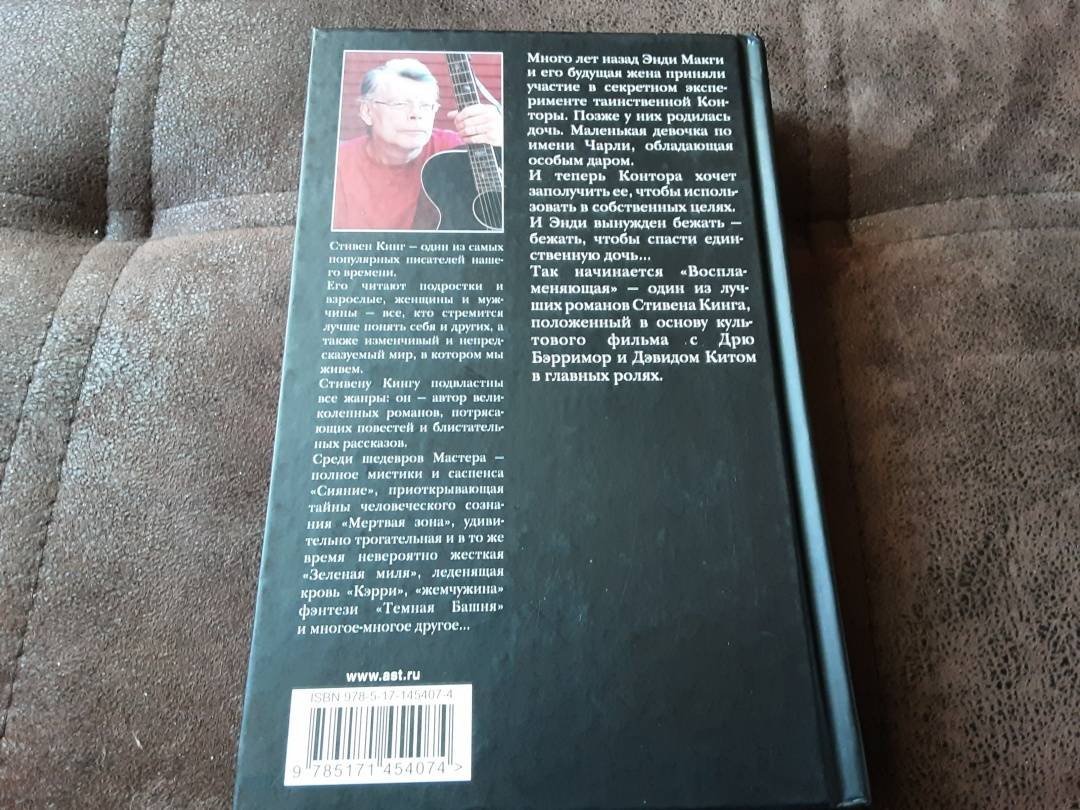 Стивен Кинг – один из самых
популярных писателей наше-
го времени.
Его читают подростки и
взрослые, женщины и муж-
чины – все, кто стремится
лучше понять себя и других, а
также изменчивый и непред-
сказуемый мир, в котором мы
живем.
Стивену Кингу подвластны
все жанры: он – автор вели-
коленных романов, потряса-
ющих повестей и блистатель-
ных рассказов.
Среди шедевров Мастера –
полное мистики и саспенса
«Сияние», приоткрывающая
тайны человеческого созна-
ния «Мертвая зона», удиви-
тельно трогательная и в то же
время невероятно жесткая
«Зеленая миля», леденящая
кровь «Кэрри», «жемчужина»
фэнтези «Темная Башня»
и многое-многое другое...
Много лет назад Энди Макги
и его будущая жена приняли
участие в секретном экспе-
рименте таинственной Кон-
торы. Позже у них родилась
дочь. Маленькая девочка по
имени Чарли, обладающая
особым даром.
И теперь Контора хочет
заполучить ее, чтобы исполь-
зовать в собственных целях.
И Энди вынужден бежать –
бежать, чтобы спасти един-
ственную дочь...
Так начинается «Воспла-
меняющая» – один из луч-
ших романов Стивена Кинга,
положенный в основу куль-
тового фильма с Дрю
Бэрримор и Дэвидом Китом
в главных ролях.
www.ast.ru
ISBN 978-5-17-145407-4
9 785171 454074 >